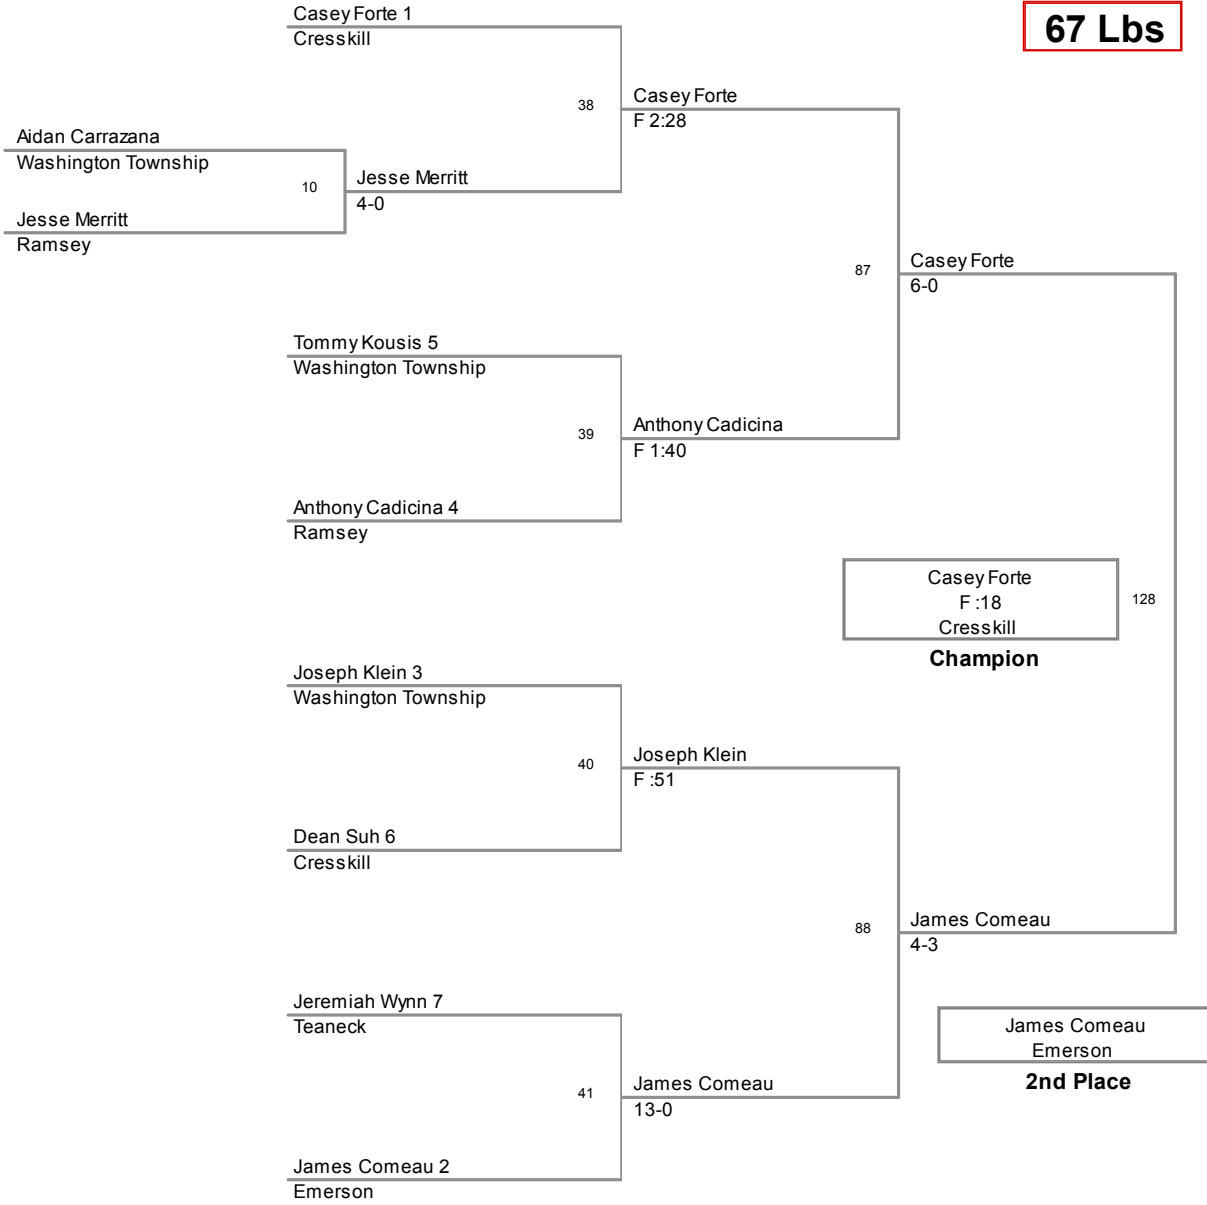 67 Lbs
Casey Forte 1
Cresskill
38
Casey Forte
F 2:28
Aidan Carrazana
Washington Township
10
Jesse Merritt
4-0
Jesse Merritt
Ramsey
87
Casey Forte
6-0
Tommy Kousis 5
Washington Township
39
Anthony Cadicina
F 1:40
Anthony Cadicina 4
Ramsey
Casey Forte
F :18
Cresskill
Champion
128
Joseph Klein 3
Washington Township
40
Joseph Klein
F :51
Dean Suh 6
Cresskill
88
James Comeau
4-3
Jeremiah Wynn 7
Teaneck
James Comeau
Emerson
2nd Place
41
James Comeau
13-0
James Comeau 2
Emerson